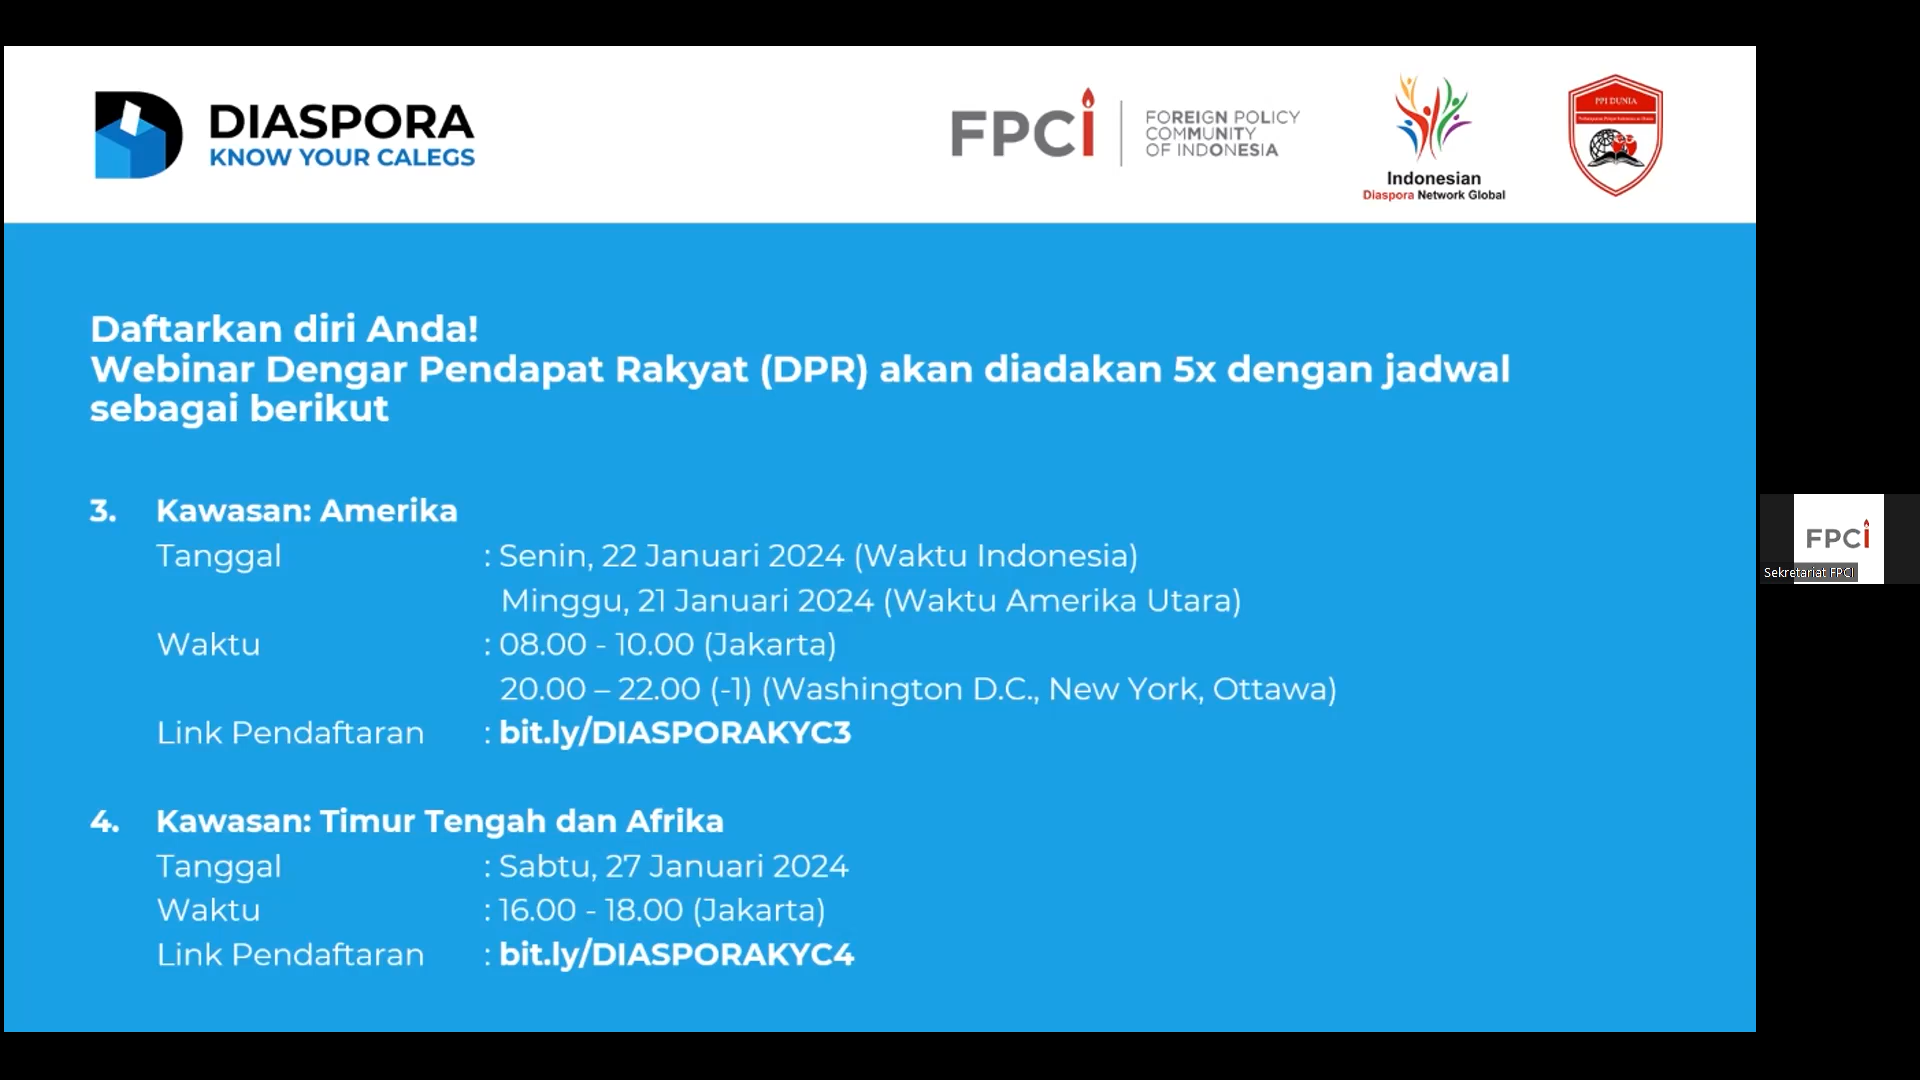 DIASPORA
KNOW YOUR CALEGS
FPCi
FOREIGN POLICY
COMMUNITY
OF INDONESIA
Indonesian
Diaspora Network Global
PPI DUNIA
Daftarkan diri Anda!
Webinar Dengar Pendapat Rakyat (DPR) akan diadakan 5x dengan jadwal
sebagai berikut
3. Kawasan: Amerika
Tanggal : Senin, 22 Januari 2024 (Waktu Indonesia)
Minggu, 21 Januari 2024 (Waktu Amerika Utara)
Waktu : 08.00 - 10.00 (Jakarta)
20.00 – 22.00 (-1) (Washington D.C., New York, Ottawa)
Link Pendaftaran : bit.ly/DIASPORAKYC3
4. Kawasan: Timur Tengah dan Afrika
Tanggal : Sabtu, 27 Januari 2024
Waktu : 16.00 - 18.00 (Jakarta)
Link Pendaftaran : bit.ly/DIASPORAKYC4
FPCi
Sekretariat FPCI